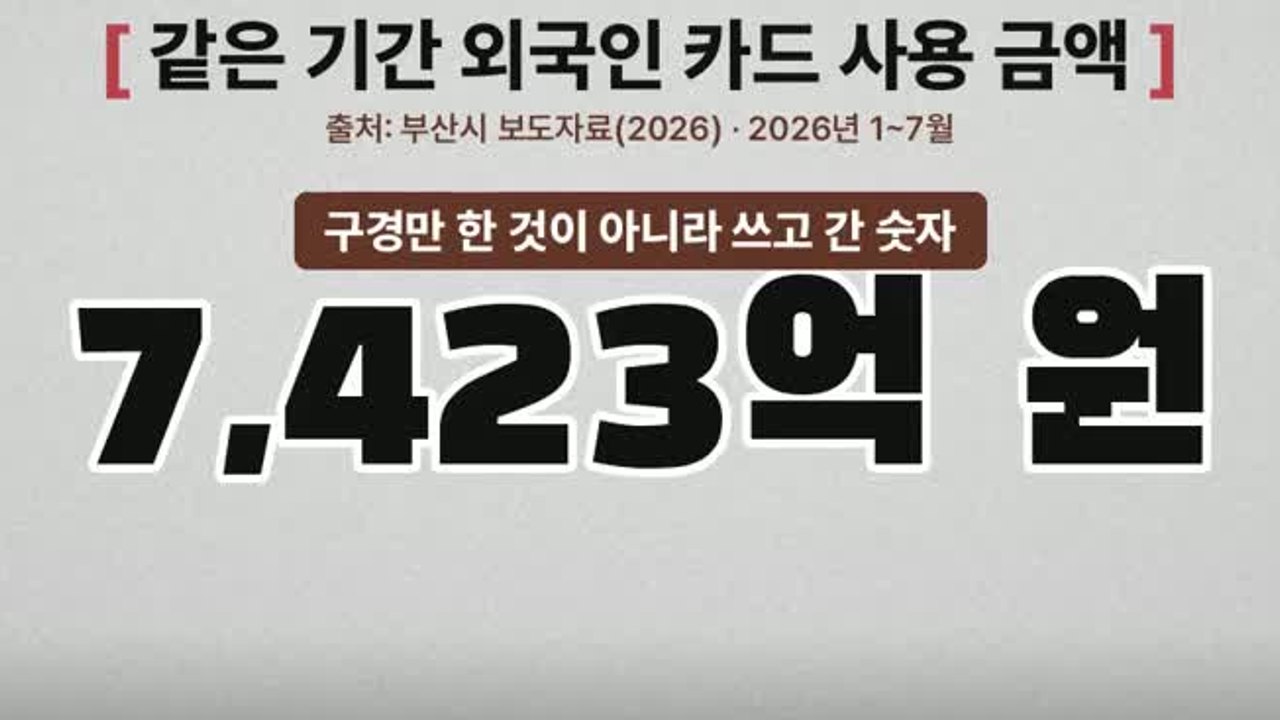 [ 같은 기간 외국인 카드 사용 금액 ]
출처: 부산시 보도자료(2026) · 2026년 1~7월
구경만 한 것이 아니라 쓰고 간 숫자
7,423억 원